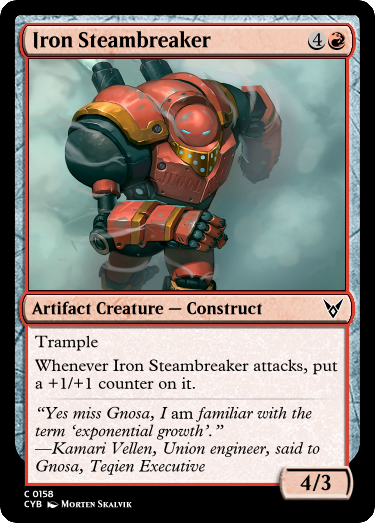 Iron Steambreaker 4
Artifact Creature — Construct
Trample
Whenever Iron Steambreaker attacks, put
a +1/+1 counter on it.
“Yes miss Gnosa, I am familiar with the
term ‘exponential growth’.”
—Kamari Vellen, Union engineer, said to
Gnosa, Teqien Executive
4/3
C 0158
CYB Morten Skalvik